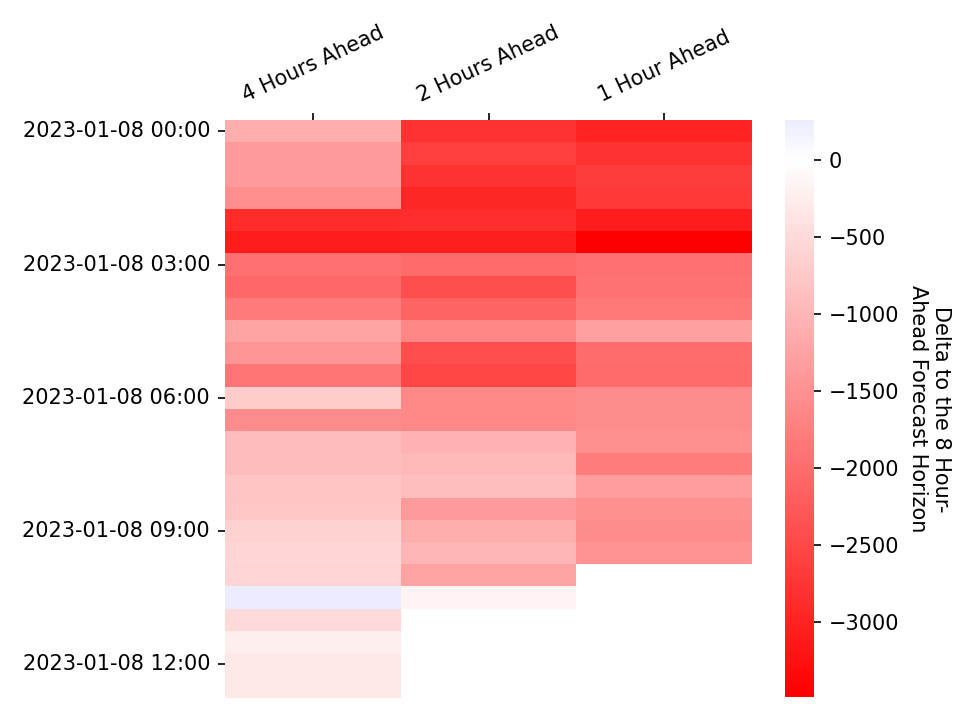 4 Hours Ahead
2 Hours Ahead
1 Hour Ahead
2023-01-08 00:00
2023-01-08 03:00
2023-01-08 06:00
2023-01-08 09:00
2023-01-08 12:00
0
−500
−1000
−1500
−2000
−2500
−3000
Delta to the 8 Hour-
Ahead Forecast Horizon